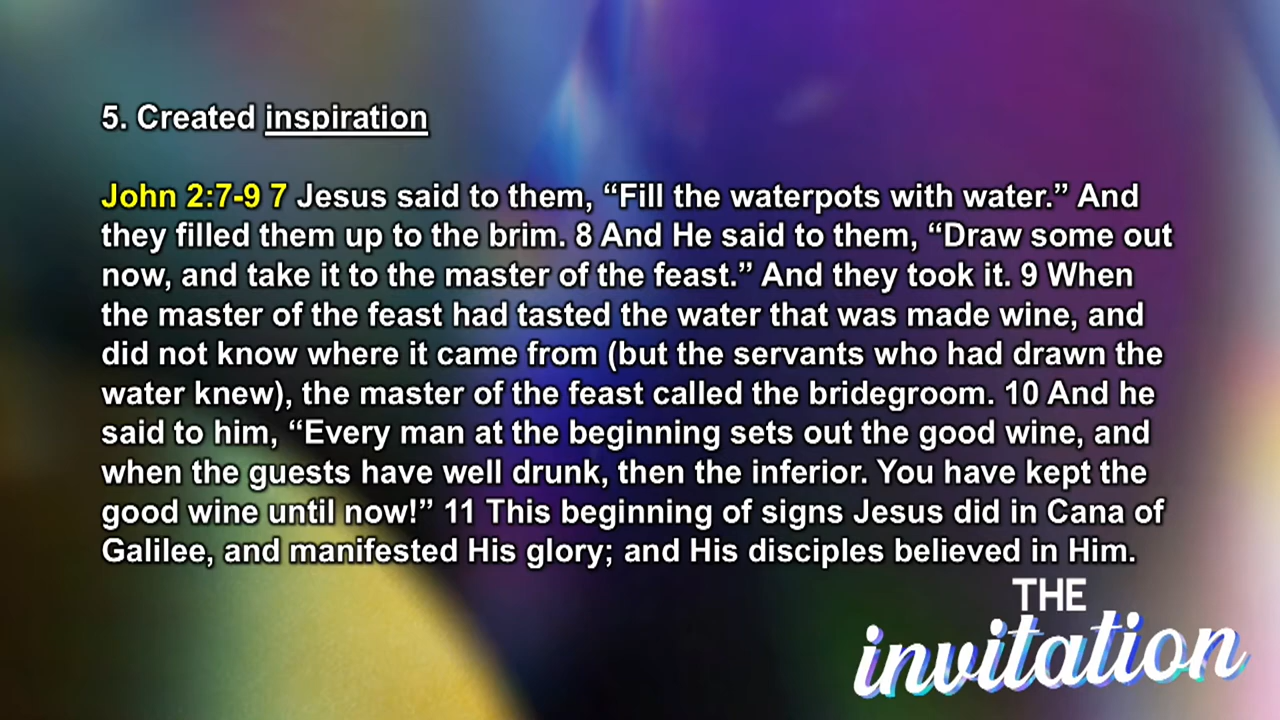 5. Created inspiration
John 2:7-9 7 Jesus said to them, “Fill the waterpots with water.” And
they filled them up to the brim. 8 And He said to them, “Draw some out
now, and take it to the master of the feast.” And they took it. 9 When
the master of the feast had tasted the water that was made wine, and
did not know where it came from (but the servants who had drawn the
water knew), the master of the feast called the bridegroom. 10 And he
said to him, “Every man at the beginning sets out the good wine, and
when the guests have well drunk, then the inferior. You have kept the
good wine until now!” 11 This beginning of signs Jesus did in Cana of
Galilee, and manifested His glory; and His disciples believed in Him.
THE
invitation